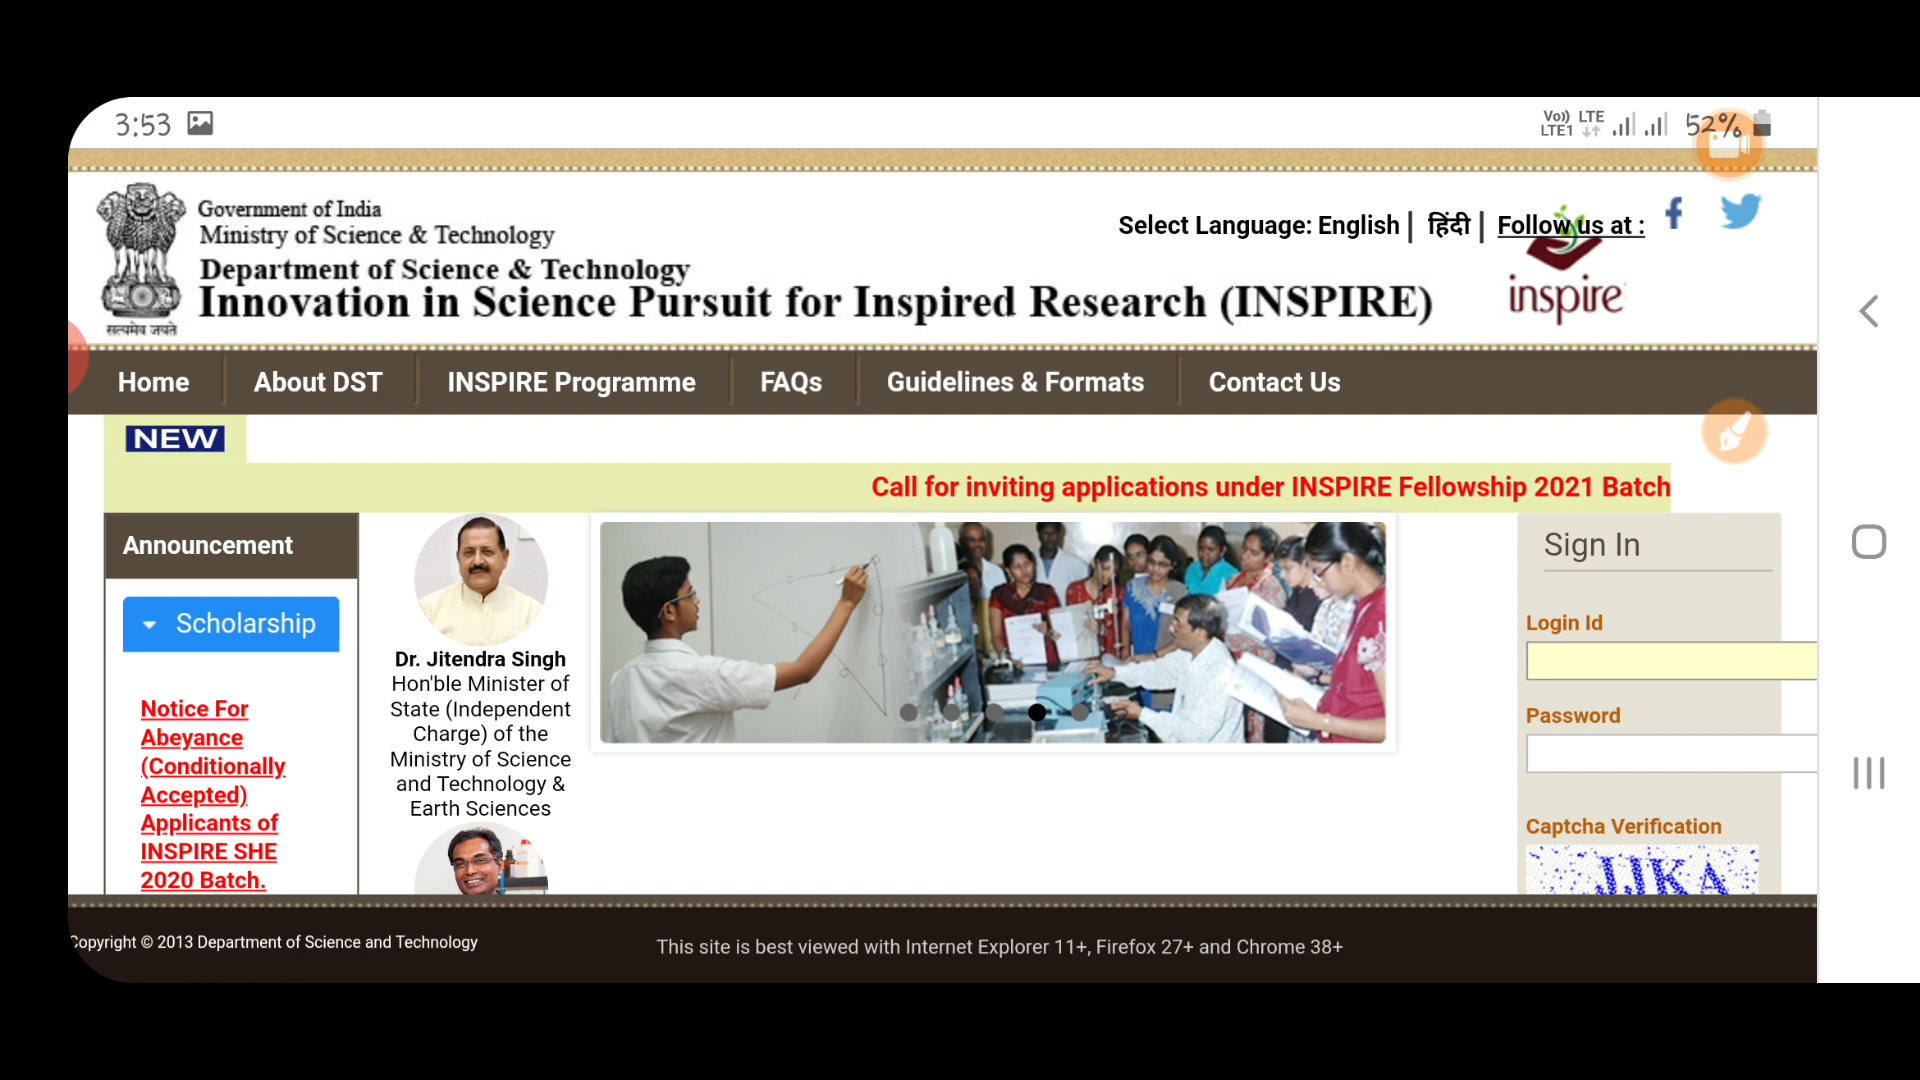 3:53
Vo)) LTE
LTE1
52%
Government of India
Ministry of Science & Technology
Department of Science & Technology
Innovation in Science Pursuit for Inspired Research (INSPIRE)
सत्यमेव जयते
Select Language: English | हिंदी | Follow us at :
inspire
Home
About DST
INSPIRE Programme
FAQs
Guidelines & Formats
Contact Us
NEW
Call for inviting applications under INSPIRE Fellowship 2021 Batch
Announcement
Scholarship
Notice For
Abeyance
(Conditionally
Accepted)
Applicants of
INSPIRE SHE
2020 Batch.
Dr. Jitendra Singh
Hon'ble Minister of
State (Independent
Charge) of the
Ministry of Science
and Technology &
Earth Sciences
Sign In
Login Id
Password
Captcha Verification
JJKA
Copyright © 2013 Department of Science and Technology
This site is best viewed with Internet Explorer 11+, Firefox 27+ and Chrome 38+